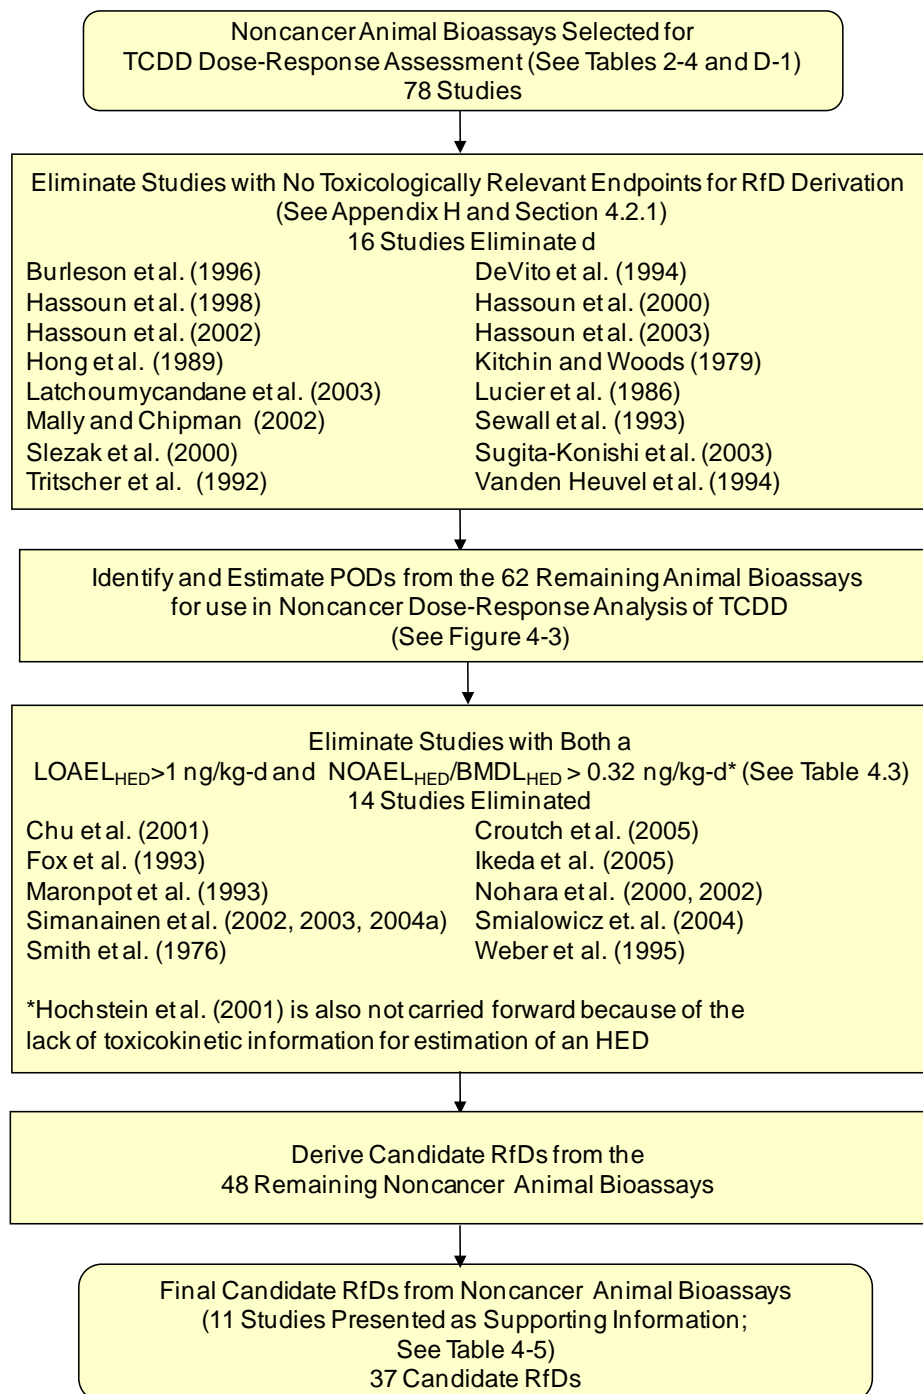 Noncancer Animal Bioassays Selected for
TCDD Dose-Response Assessment (See Tables 2-4 and D-1)
78 Studies
Eliminate Studies with No Toxicologically Relevant Endpoints for RfD Derivation
(See Appendix H and Section 4.2.1)
16 Studies Eliminated
Burleson et al. (1996) DeVito et al. (1994)
Hassoun et al. (1998) Hassoun et al. (2000)
Hassoun et al. (2002) Hassoun et al. (2003)
Hong et al. (1989) Kitchin and Woods (1979)
Latchoumycandane et al. (2003) Lucier et al. (1986)
Mally and Chipman (2002) Sewall et al. (1993)
Slezak et al. (2000) Sugita-Konishi et al. (2003)
Tritscher et al. (1992) Vanden Heuvel et al. (1994)
Identify and Estimate PODs from the 62 Remaining Animal Bioassays
for use in Noncancer Dose-Response Analysis of TCDD
(See Figure 4-3)
Eliminate Studies with Both a
LOAEL_HED>1 ng/kg-d and NOAEL_HED/BMDL_HED > 0.32 ng/kg-d* (See Table 4.3)
14 Studies Eliminated
Chu et al. (2001) Croutch et al. (2005)
Fox et al. (1993) Ikeda et al. (2005)
Maronpot et al. (1993) Nohara et al. (2000, 2002)
Simanainen et al. (2002, 2003, 2004a) Smialowicz et. al. (2004)
Smith et al. (1976) Weber et al. (1995)
*Hochstein et al. (2001) is also not carried forward because of the
lack of toxicokinetic information for estimation of an HED
Derive Candidate RfDs from the
48 Remaining Noncancer Animal Bioassays
Final Candidate RfDs from Noncancer Animal Bioassays
(11 Studies Presented as Supporting Information;
See Table 4-5)
37 Candidate RfDs